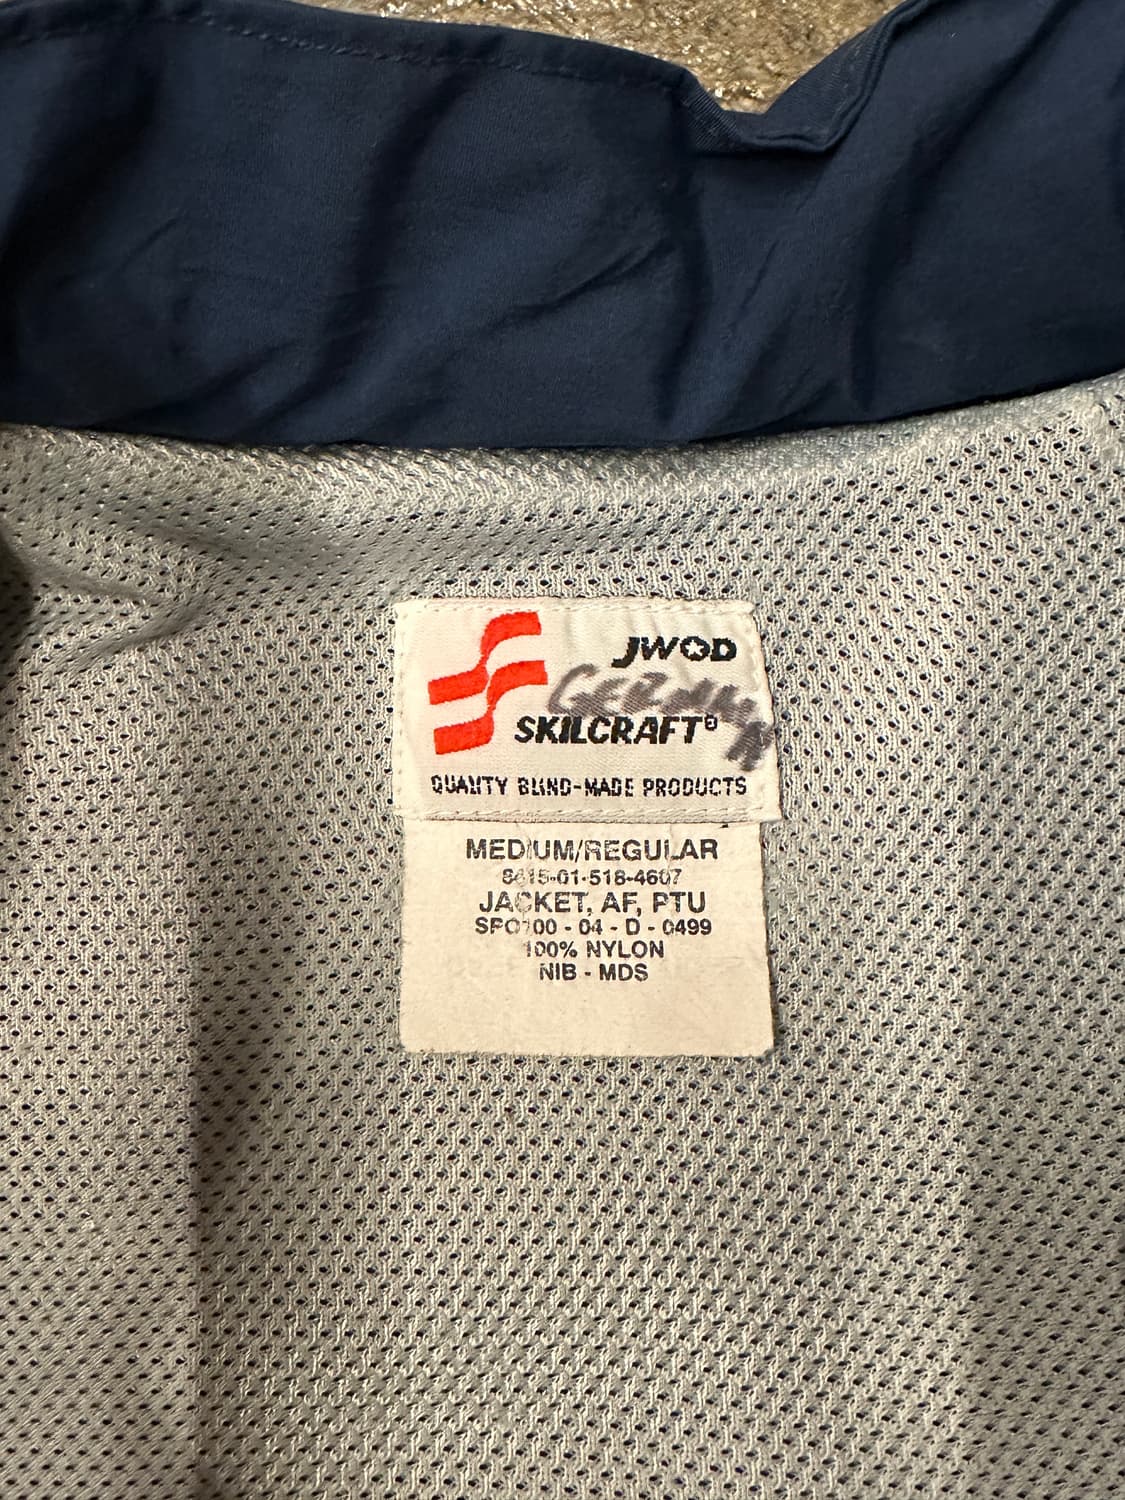 JWOD
SKILCRAFT®
QUALITY BLIND-MADE PRODUCTS
MEDIUM/REGULAR
8415-01-518-4607
JACKET, AF, PTU
SPO100 - 04 - D - 0499
100% NYLON
NIB - MDS